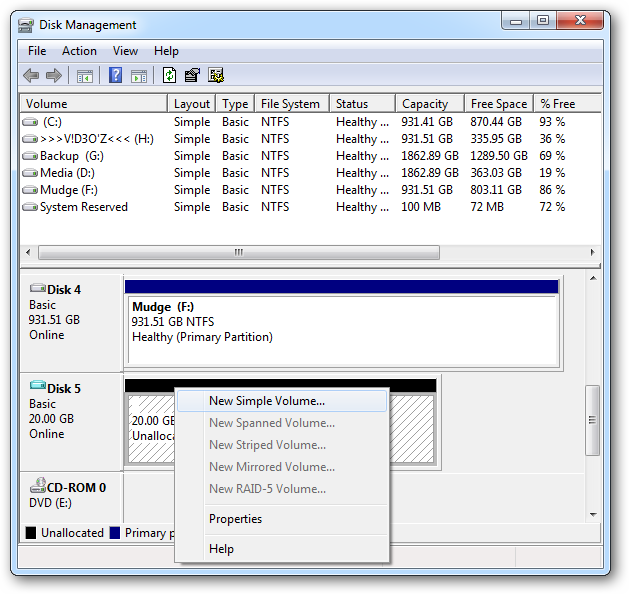 Disk Management
File Action View Help
Volume Layout Type File System Status Capacity Free Space % Free
(C:) Simple Basic NTFS Healthy ... 931.41 GB 870.44 GB 93 %
>>>V!D3O'Z<<< (H:) Simple Basic NTFS Healthy ... 931.51 GB 335.95 GB 36 %
Backup (G:) Simple Basic NTFS Healthy ... 1862.89 GB 1289.50 GB 69 %
Media (D:) Simple Basic NTFS Healthy ... 1862.89 GB 363.03 GB 19 %
Mudge (F:) Simple Basic NTFS Healthy ... 931.51 GB 803.11 GB 86 %
System Reserved Simple Basic NTFS Healthy ... 100 MB 72 MB 72 %
Disk 4
Basic
931.51 GB
Online
Mudge (F:)
931.51 GB NTFS
Healthy (Primary Partition)
Disk 5
Basic
20.00 GB
Online
20.00 GB
Unalloca
New Simple Volume...
New Spanned Volume...
New Striped Volume...
New Mirrored Volume...
New RAID-5 Volume...
Properties
Help
CD-ROM 0
DVD (E:)
Unallocated Primary p